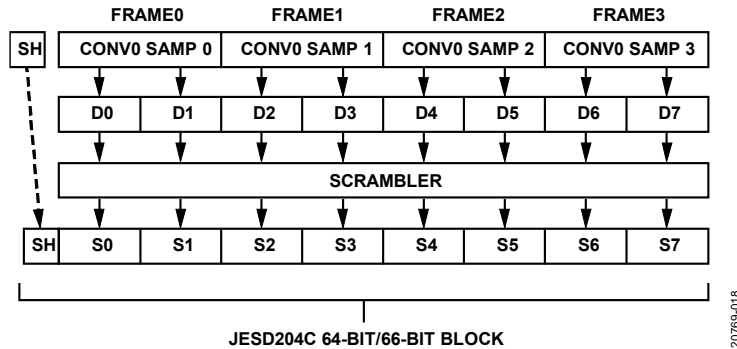 FRAME0 FRAME1 FRAME2 FRAME3
SH CONV0 SAMP 0 CONV0 SAMP 1 CONV0 SAMP 2 CONV0 SAMP 3
D0 D1 D2 D3 D4 D5 D6 D7
SCRAMBLER
SH S0 S1 S2 S3 S4 S5 S6 S7
JESD204C 64-BIT/66-BIT BLOCK
20769-018